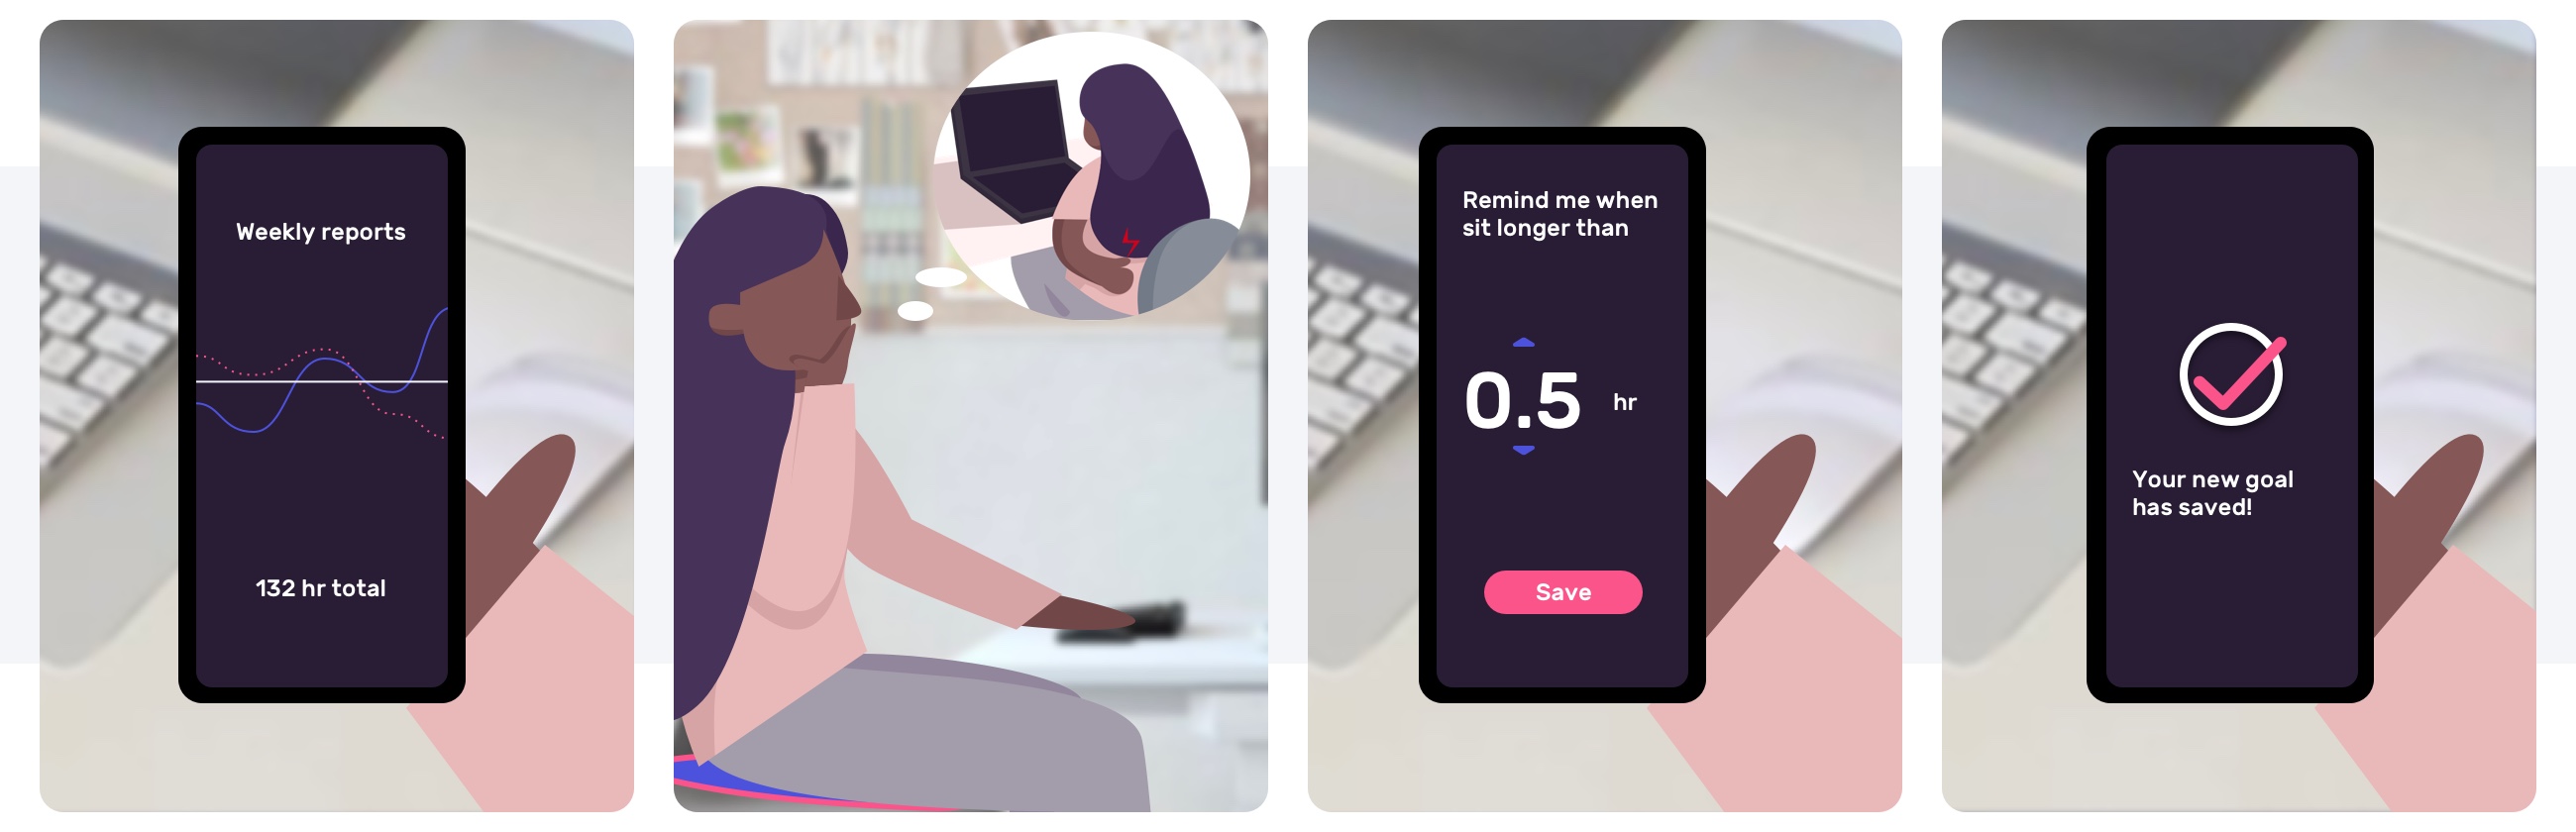 Weekly reports
132 hr total
Remind me when
sit longer than
0.5 hr
Save
Your new goal
has saved!